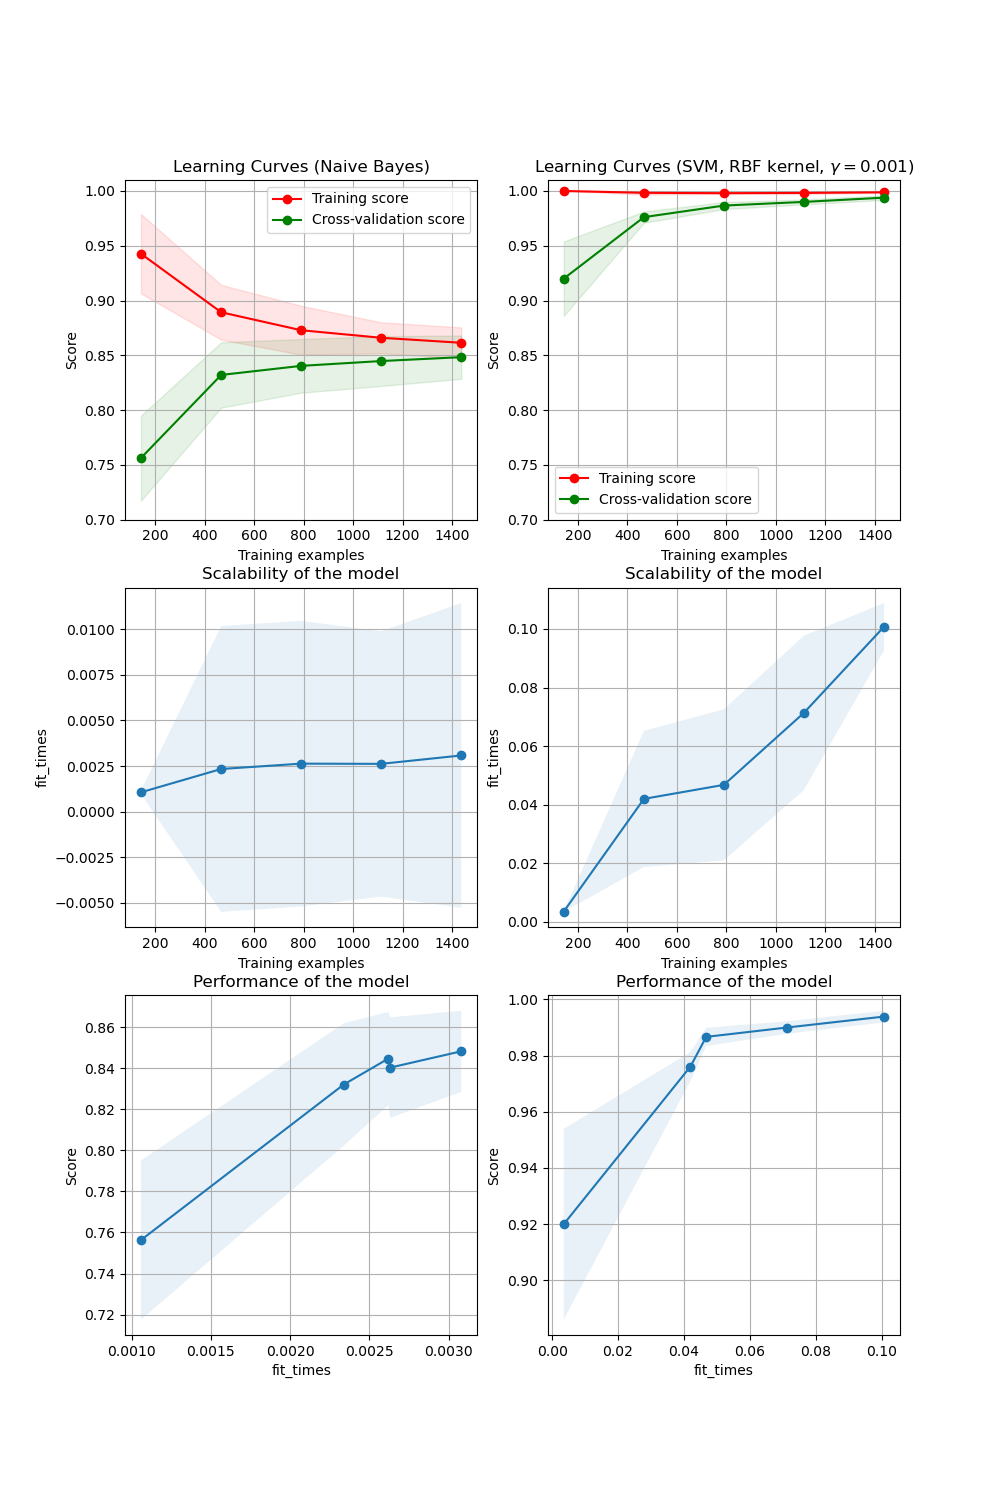 Learning Curves (Naive Bayes)
Score
1.00
0.95
0.90
0.85
0.80
0.75
0.70
Training score
Cross-validation score
200 400 600 800 1000 1200 1400
Training examples
Learning Curves (SVM, RBF kernel, γ = 0.001)
Score
1.00
0.95
0.90
0.85
0.80
0.75
0.70
Training score
Cross-validation score
200 400 600 800 1000 1200 1400
Training examples
Scalability of the model
fit_times
0.0100
0.0075
0.0050
0.0025
0.0000
−0.0025
−0.0050
200 400 600 800 1000 1200 1400
Training examples
Scalability of the model
fit_times
0.10
0.08
0.06
0.04
0.02
0.00
200 400 600 800 1000 1200 1400
Training examples
Performance of the model
Score
0.86
0.84
0.82
0.80
0.78
0.76
0.74
0.72
0.0010 0.0015 0.0020 0.0025 0.0030
fit_times
Performance of the model
Score
1.00
0.98
0.96
0.94
0.92
0.90
0.00 0.02 0.04 0.06 0.08 0.10
fit_times